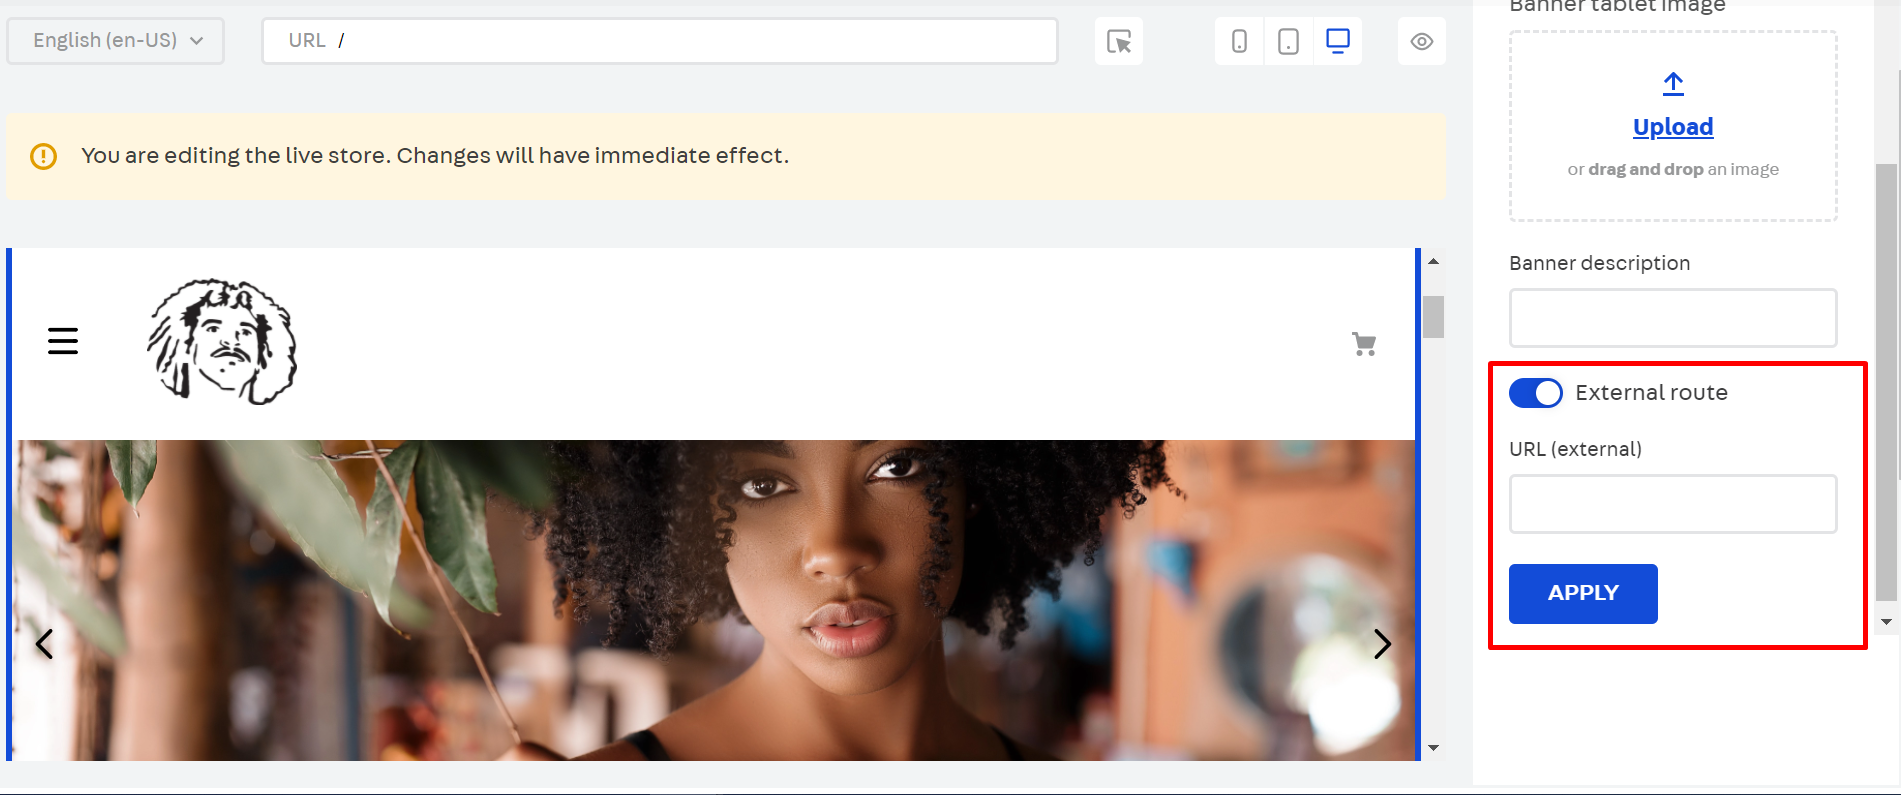 English (en-US)
URL /
You are editing the live store. Changes will have immediate effect.
Banner tablet image
Upload
or drag and drop an image
Banner description
External route
URL (external)
APPLY